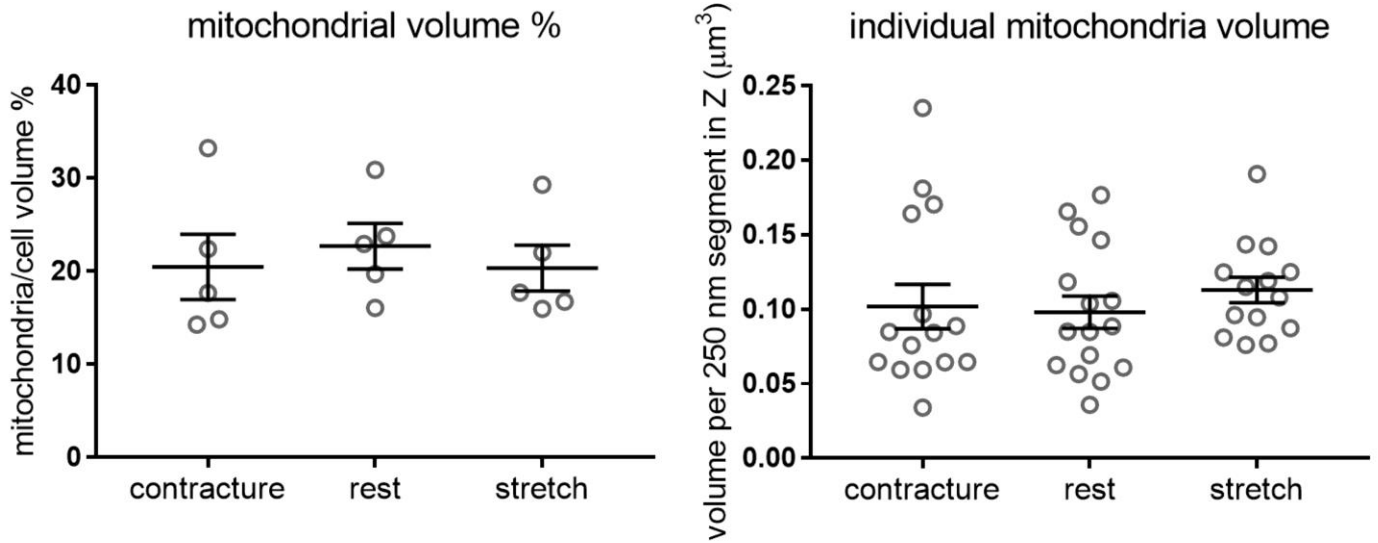 mitochondrial volume %
mitochondria/cell volume %
40
30
20
10
0
contracture rest stretch
individual mitochondria volume
volume per 250 nm segment in Z (μm³)
0.25
0.20
0.15
0.10
0.05
0.00
contracture rest stretch